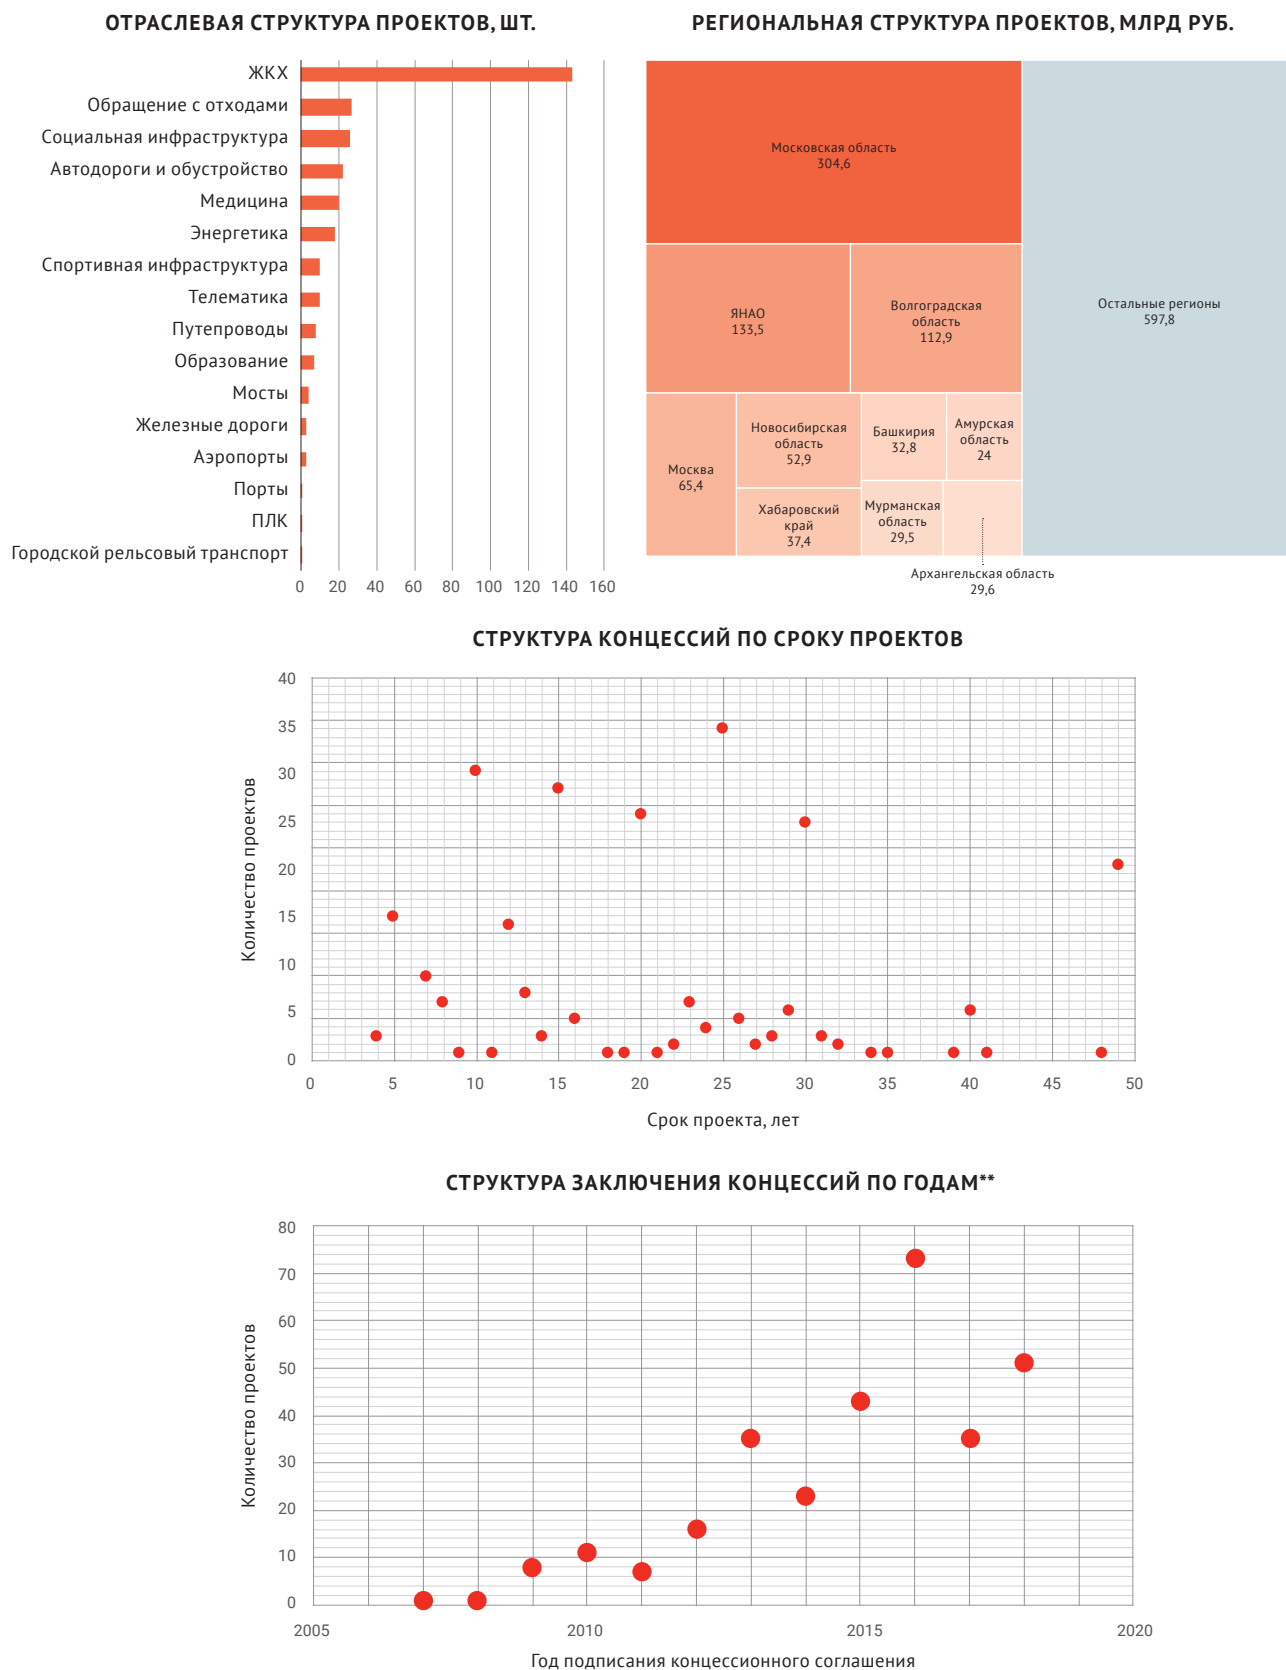 ОТРАСЛЕВАЯ СТРУКТУРА ПРОЕКТОВ, ШТ.
ЖКХ
Обращение с отходами
Социальная инфраструктура
Автодороги и обустройство
Медицина
Энергетика
Спортивная инфраструктура
Телематика
Путепроводы
Образование
Мосты
Железные дороги
Аэропорты
Порты
ПЛК
Городской рельсовый транспорт
0 20 40 60 80 100 120 140 160
РЕГИОНАЛЬНАЯ СТРУКТУРА ПРОЕКТОВ, МЛРД РУБ.
Московская область
304,6
ЯНАО
133,5
Волгоградская
область
112,9
Остальные регионы
597,8
Москва
65,4
Новосибирская
область
52,9
Хабаровский
край
37,4
Башкирия
32,8
Амурская
область
24
Мурманская
область
29,5
Архангельская область
29,6
СТРУКТУРА КОНЦЕССИЙ ПО СРОКУ ПРОЕКТОВ
Количество проектов
40
35
30
25
20
15
10
5
0
0 5 10 15 20 25 30 35 40 45 50
Срок проекта, лет
СТРУКТУРА ЗАКЛЮЧЕНИЯ КОНЦЕССИЙ ПО ГОДАМ**
Количество проектов
80
70
60
50
40
30
20
10
0
2005 2010 2015 2020
Год подписания концессионного соглашения